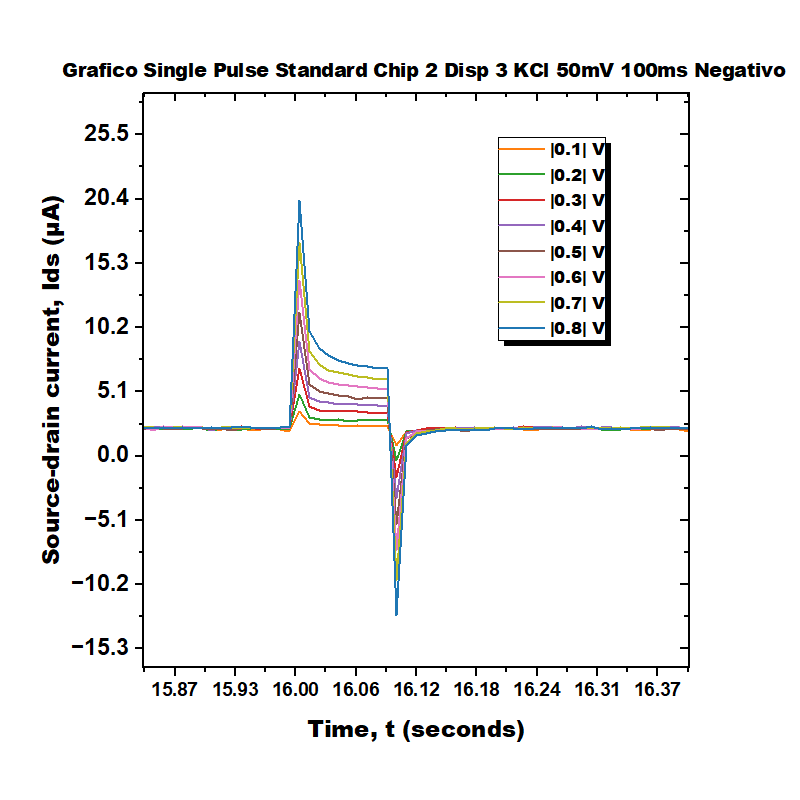 Grafico Single Pulse Standard Chip 2 Disp 3 KCl 50mV 100ms Negativo
25.5
20.4
15.3
10.2
5.1
0.0
−5.1
−10.2
−15.3
Source-drain current, Ids (µA)
|0.1| V
|0.2| V
|0.3| V
|0.4| V
|0.5| V
|0.6| V
|0.7| V
|0.8| V
15.87 15.93 16.00 16.06 16.12 16.18 16.24 16.31 16.37
Time, t (seconds)